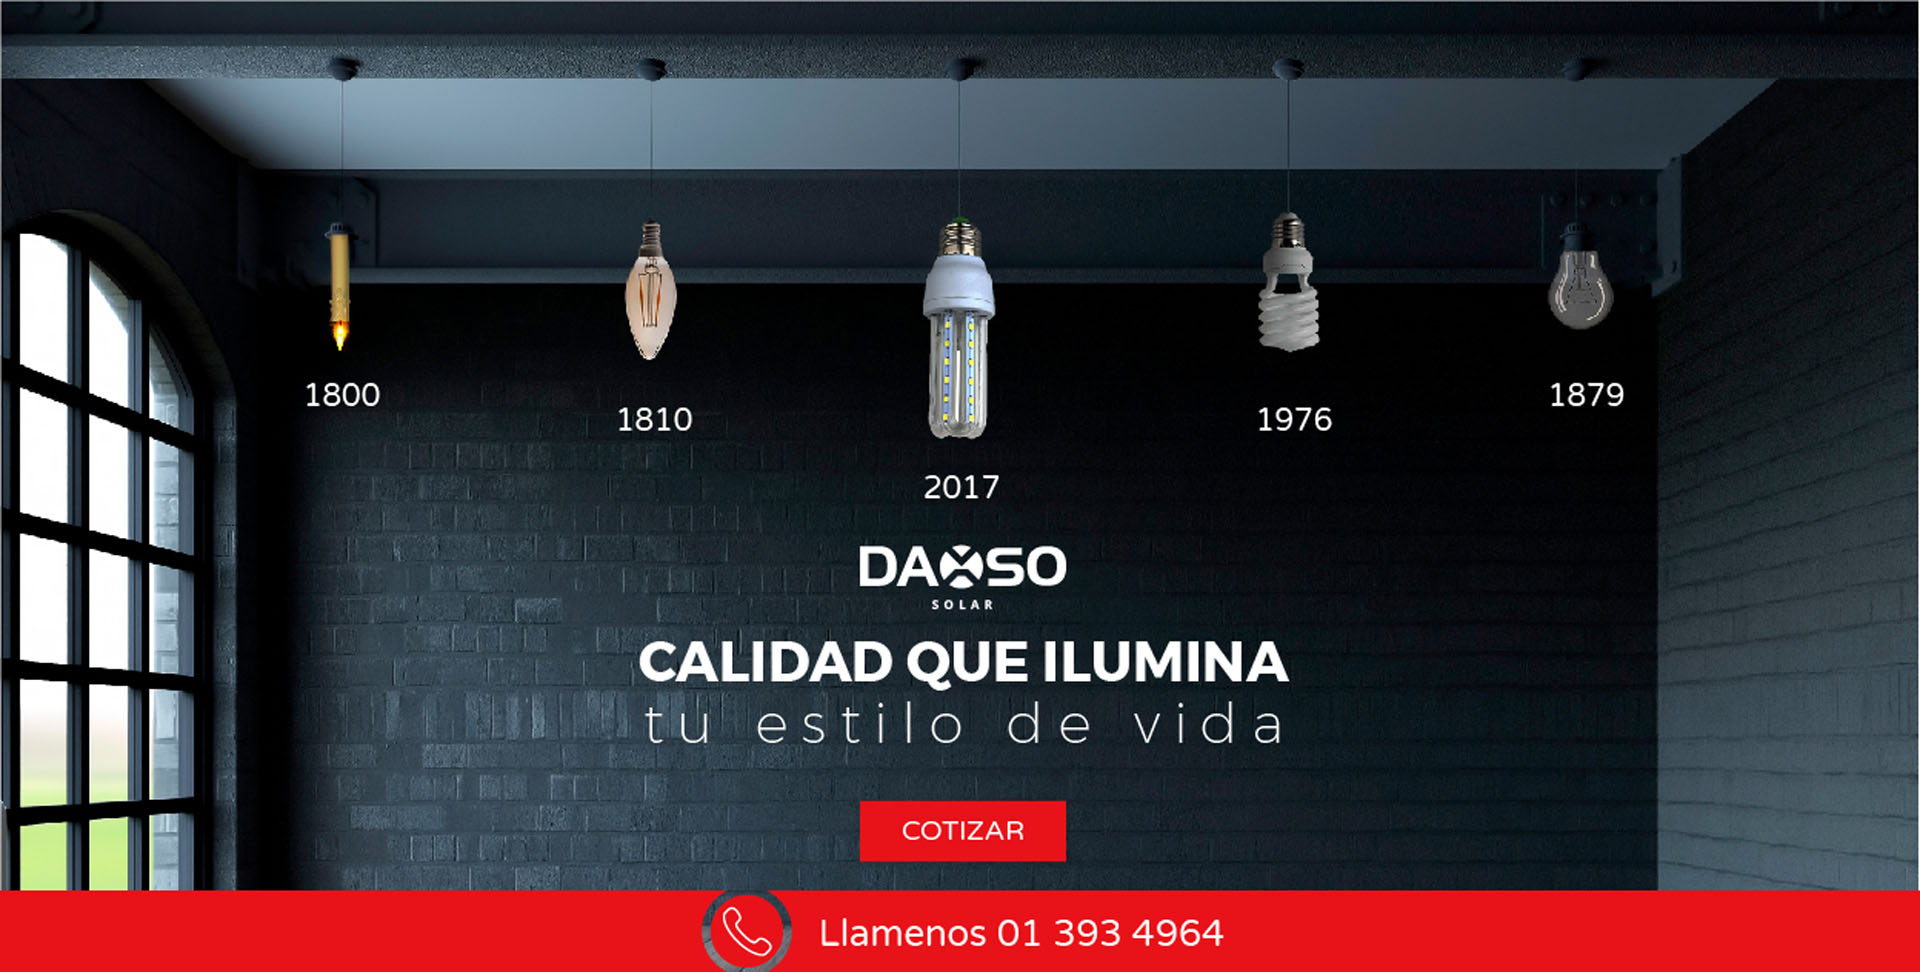 1800
1810
2017
1976
1879
DAXSO
SOLAR
CALIDAD QUE ILUMINA
tu estilo de vida
COTIZAR
Llamenos 01 393 4964